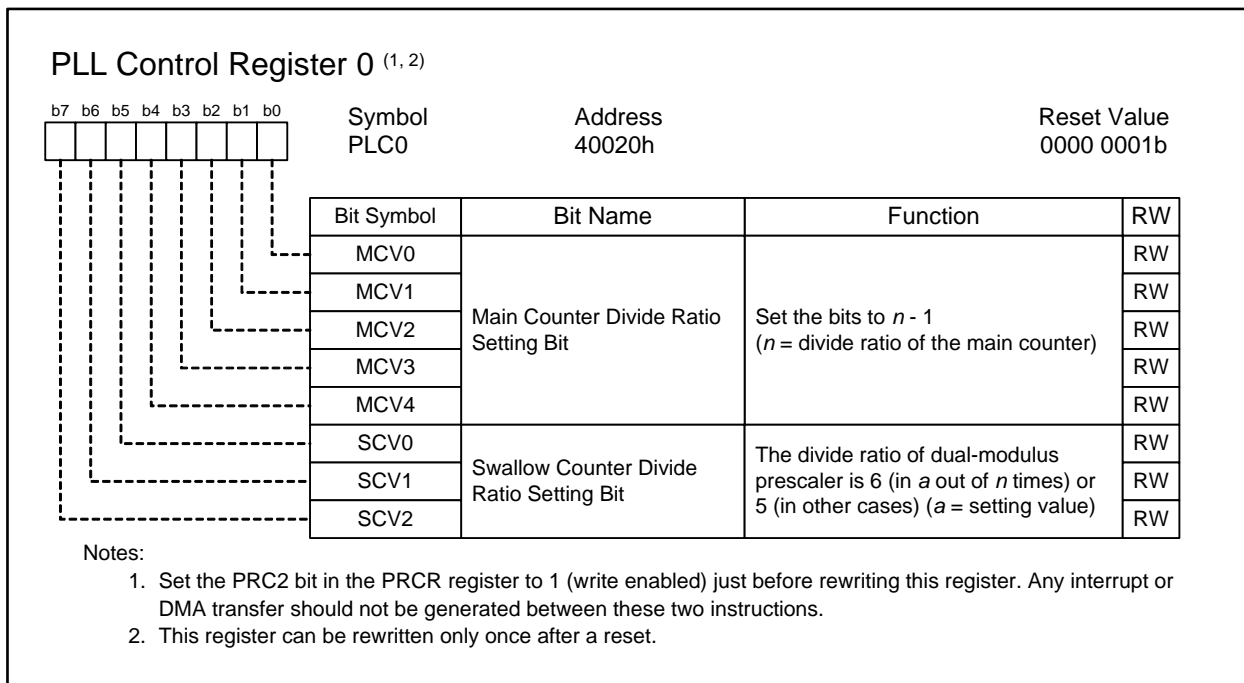 PLL Control Register 0 (1, 2)
b7 b6 b5 b4 b3 b2 b1 b0
Symbol Address Reset Value
PLC0 40020h 0000 0001b
Bit Symbol Bit Name Function RW
MCV0 RW
MCV1 RW
MCV2 RW
MCV3 RW
MCV4 RW
Main Counter Divide Ratio
Setting Bit
Set the bits to n - 1
(n = divide ratio of the main counter)
SCV0 RW
SCV1 RW
SCV2 RW
Swallow Counter Divide
Ratio Setting Bit
The divide ratio of dual-modulus
prescaler is 6 (in a out of n times) or
5 (in other cases) (a = setting value)
Notes:
1. Set the PRC2 bit in the PRCR register to 1 (write enabled) just before rewriting this register. Any interrupt or
DMA transfer should not be generated between these two instructions.
2. This register can be rewritten only once after a reset.